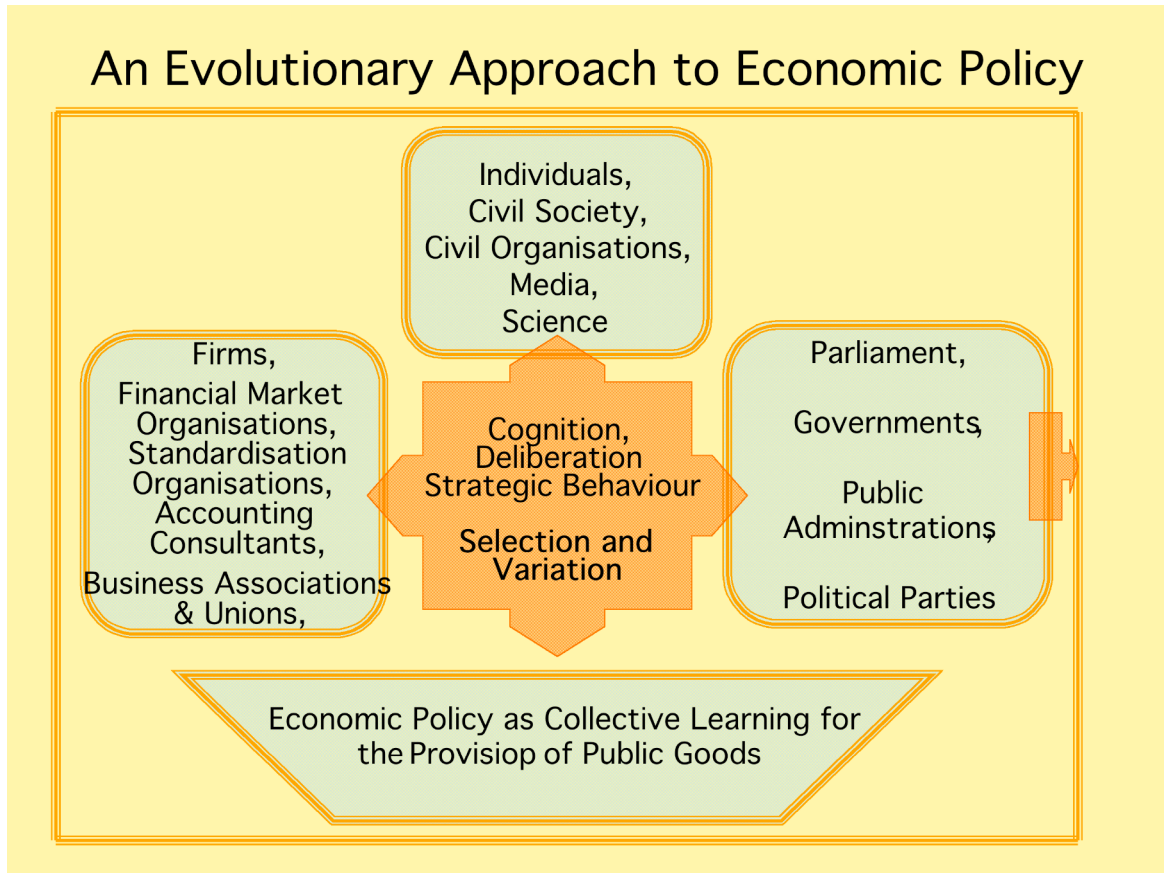 An Evolutionary Approach to Economic Policy
Individuals,
Civil Society,
Civil Organisations,
Media,
Science
Firms,
Financial Market
Organisations,
Standardisation
Organisations,
Accounting
Consultants,
Business Associations
& Unions,
Cognition,
Deliberation
Strategic Behaviour
Selection and
Variation
Parliament,
Governments,
Public
Adminstrations,
Political Parties
Economic Policy as Collective Learning for
the Provisiop of Public Goods